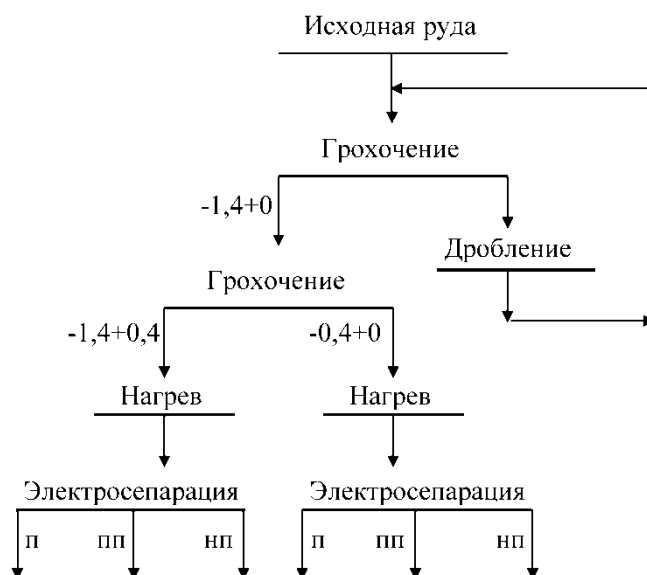 Исходная руда
Грохочение
-1,4+0
Дробление
Грохочение
-1,4+0,4
-0,4+0
Нагрев
Нагрев
Электросепарация
Электросепарация
п
пп
нп
п
пп
нп